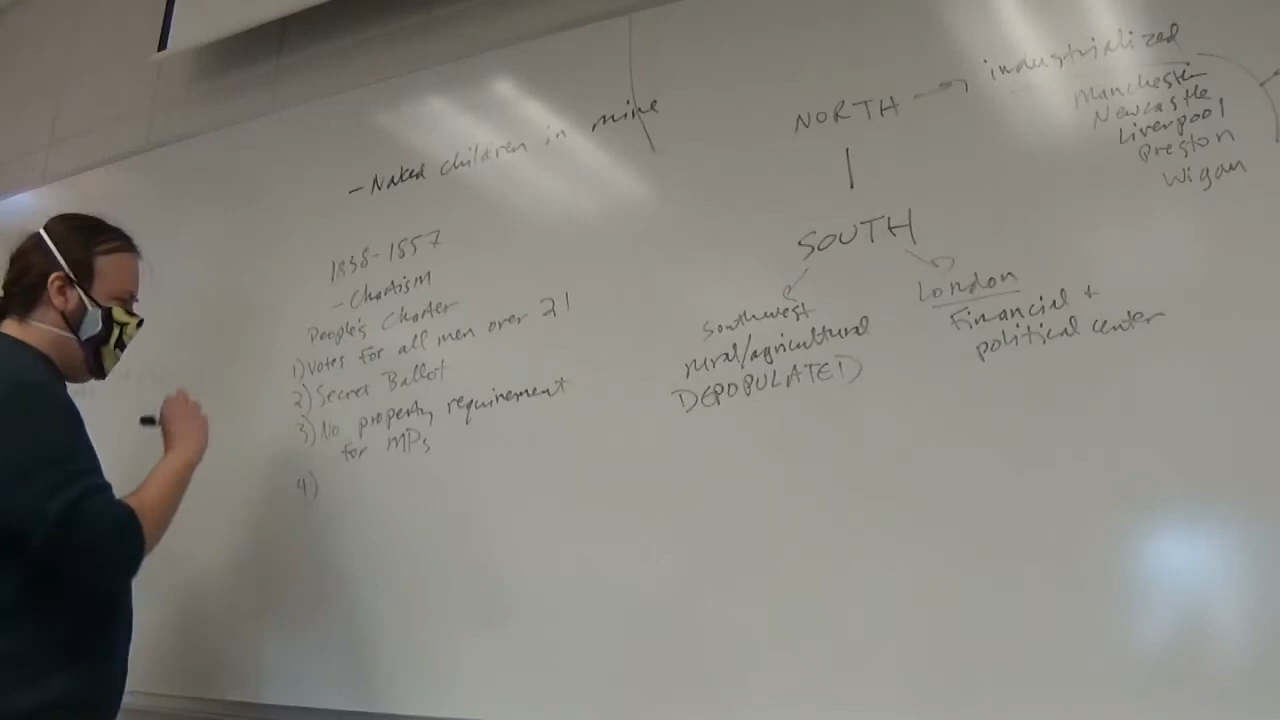 - Naked children in mine
1838-1857
- Chartism
People's Charter
1) Votes for all men over 21
2) Secret Ballot
3) No property requirement
for MPs
4)
NORTH → industrialized
Manchester
Newcastle
Liverpool
Preston
Wigan
SOUTH
Southwest
rural/agricultural
DEPOPULATED
London
Financial +
political center